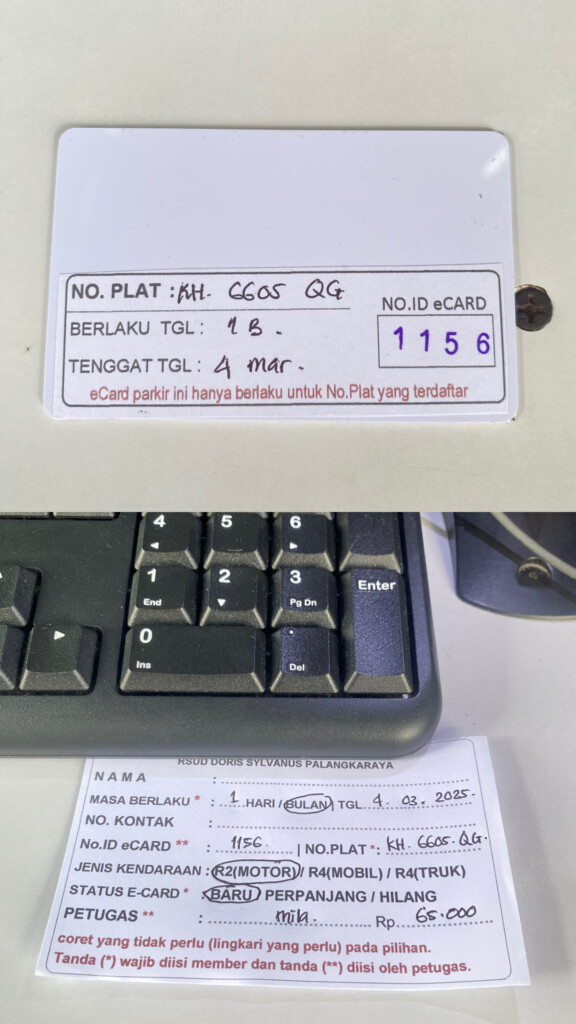 NO. PLAT : KH. 6605 QG
NO.ID eCARD
BERLAKU TGL : 1 B.
1156
TENGGAT TGL : 4 mar.
eCard parkir ini hanya berlaku untuk No.Plat yang terdaftar
4 5 6
1 2 3 Enter
End Pg Dn
0 .
Ins Del
RSUD DORIS SYLVANUS PALANGKARAYA
NAMA :
MASA BERLAKU * : 1 HARI / BULAN TGL 4. 03. 2025.
NO. KONTAK :
No.ID eCARD ** : 1156 | NO.PLAT *: KH. 6605. QG.
JENIS KENDARAAN : R2(MOTOR) / R4(MOBIL) / R4(TRUK)
STATUS E-CARD * : BARU / PERPANJANG / HILANG
PETUGAS ** : mila. Rp. 65.000
coret yang tidak perlu (lingkari yang perlu) pada pilihan.
Tanda (*) wajib diisi member dan tanda (**) diisi oleh petugas.